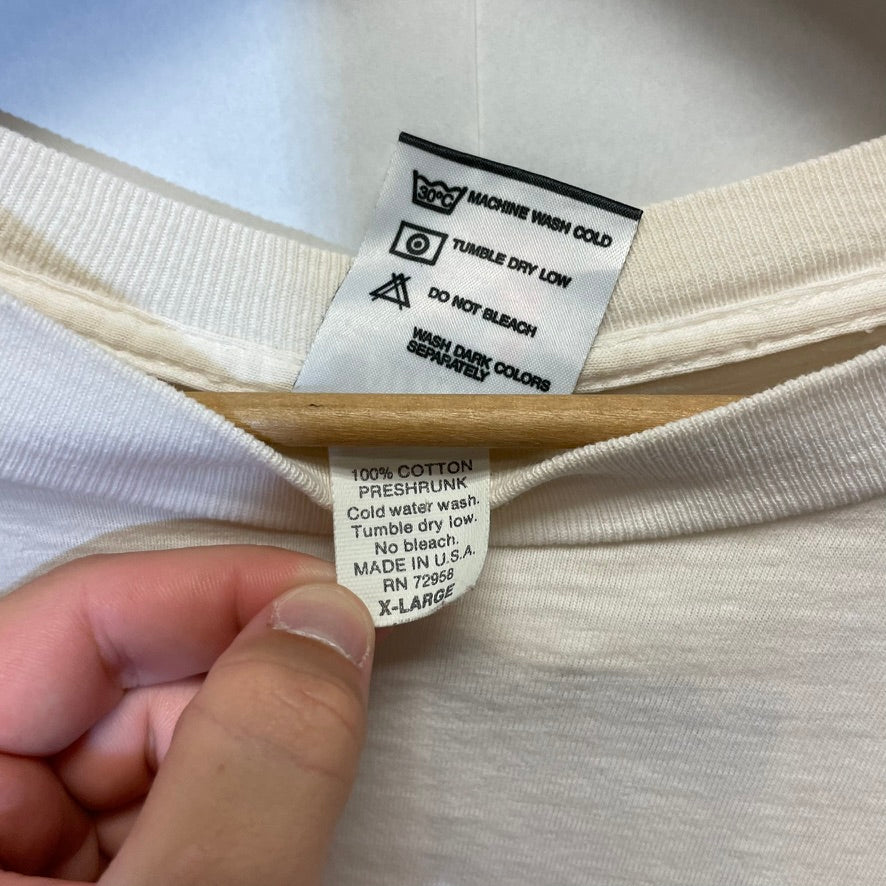 30°C MACHINE WASH COLD
TUMBLE DRY LOW
DO NOT BLEACH
WASH DARK COLORS
SEPARATELY
100% COTTON
PRESHRUNK
Cold water wash.
Tumble dry low.
No bleach.
MADE IN U.S.A.
RN 72958
X-LARGE